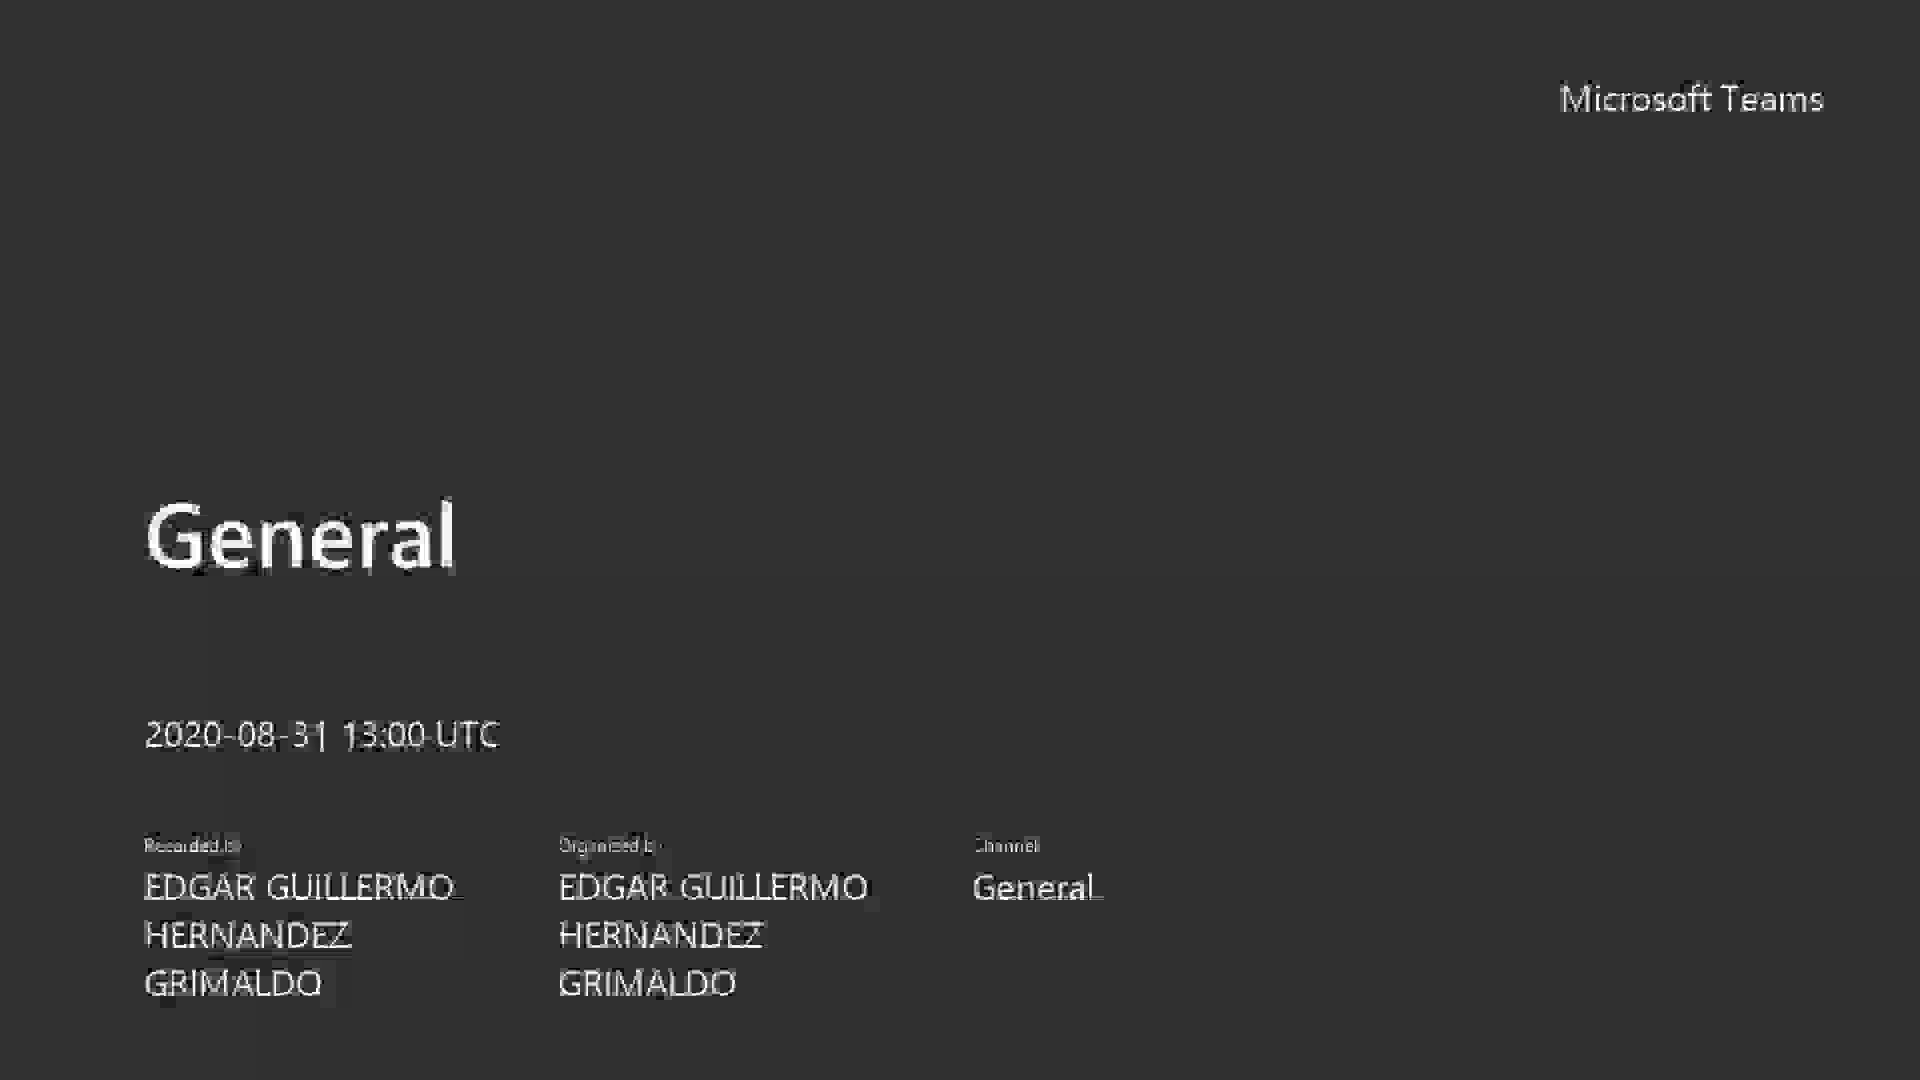 Microsoft Teams
General
2020-08-31 13:00 UTC
Recorded by
EDGAR GUILLERMO
HERNANDEZ
GRIMALDO
Organized by
EDGAR GUILLERMO
HERNANDEZ
GRIMALDO
Channel
General